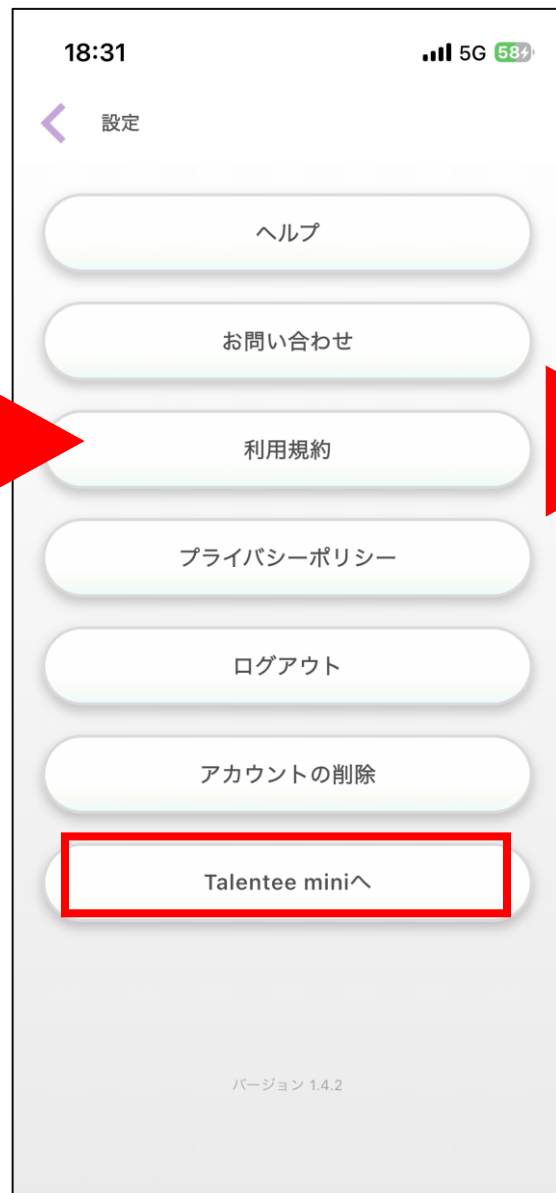 18:31
5G 58
設定
ヘルプ
お問い合わせ
利用規約
プライバシーポリシー
ログアウト
アカウントの削除
Talentee miniへ
バージョン 1.4.2